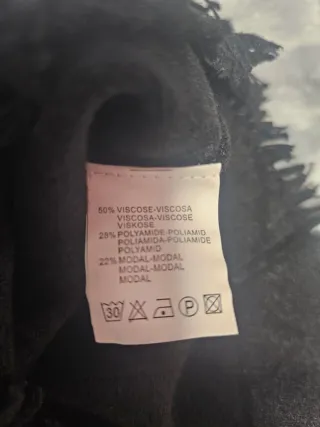 50% VISCOSE-VISCOSA
VISCOSA-VISCOSE
VISKOSE
28% POLYAMIDE-POLIAMID
POLIAMIDA-POLIAMIDE
POLYAMID
22% MODAL-MODAL
MODAL-MODAL
MODAL
30 P